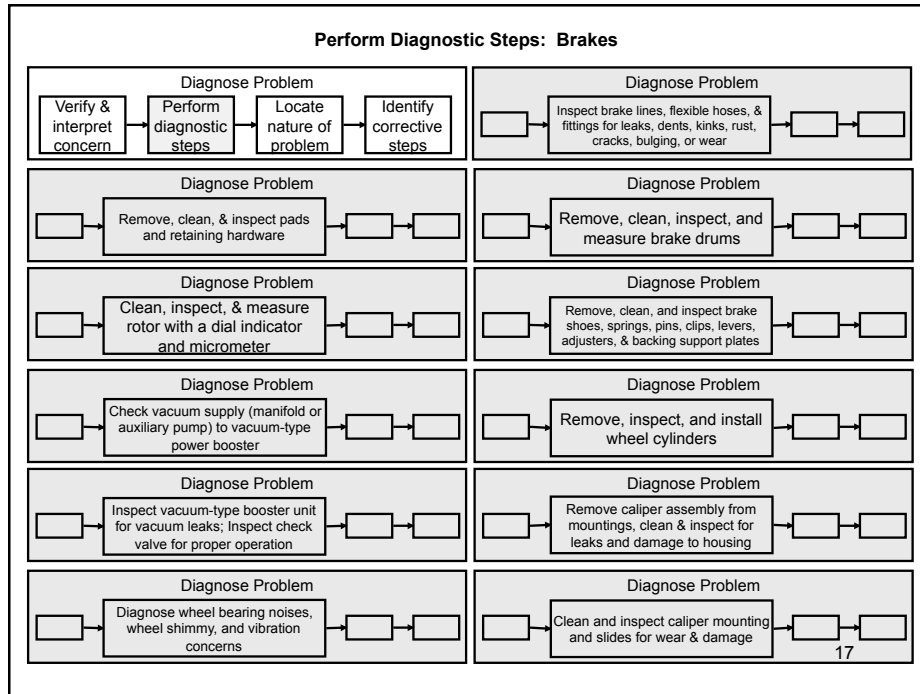 Perform Diagnostic Steps: Brakes
Diagnose Problem
Verify &
interpret
concern
Perform
diagnostic
steps
Locate
nature of
problem
Identify
corrective
steps
Diagnose Problem
Inspect brake lines, flexible hoses, &
fittings for leaks, dents, kinks, rust,
cracks, bulging, or wear
Diagnose Problem
Remove, clean, & inspect pads
and retaining hardware
Diagnose Problem
Remove, clean, inspect, and
measure brake drums
Diagnose Problem
Clean, inspect, & measure
rotor with a dial indicator
and micrometer
Diagnose Problem
Remove, clean, and inspect brake
shoes, springs, pins, clips, levers,
adjusters, & backing support plates
Diagnose Problem
Check vacuum supply (manifold or
auxiliary pump) to vacuum-type
power booster
Diagnose Problem
Remove, inspect, and install
wheel cylinders
Diagnose Problem
Inspect vacuum-type booster unit
for vacuum leaks; Inspect check
valve for proper operation
Diagnose Problem
Remove caliper assembly from
mountings, clean & inspect for
leaks and damage to housing
Diagnose Problem
Diagnose wheel bearing noises,
wheel shimmy, and vibration
concerns
Diagnose Problem
Clean and inspect caliper mounting
and slides for wear & damage
17